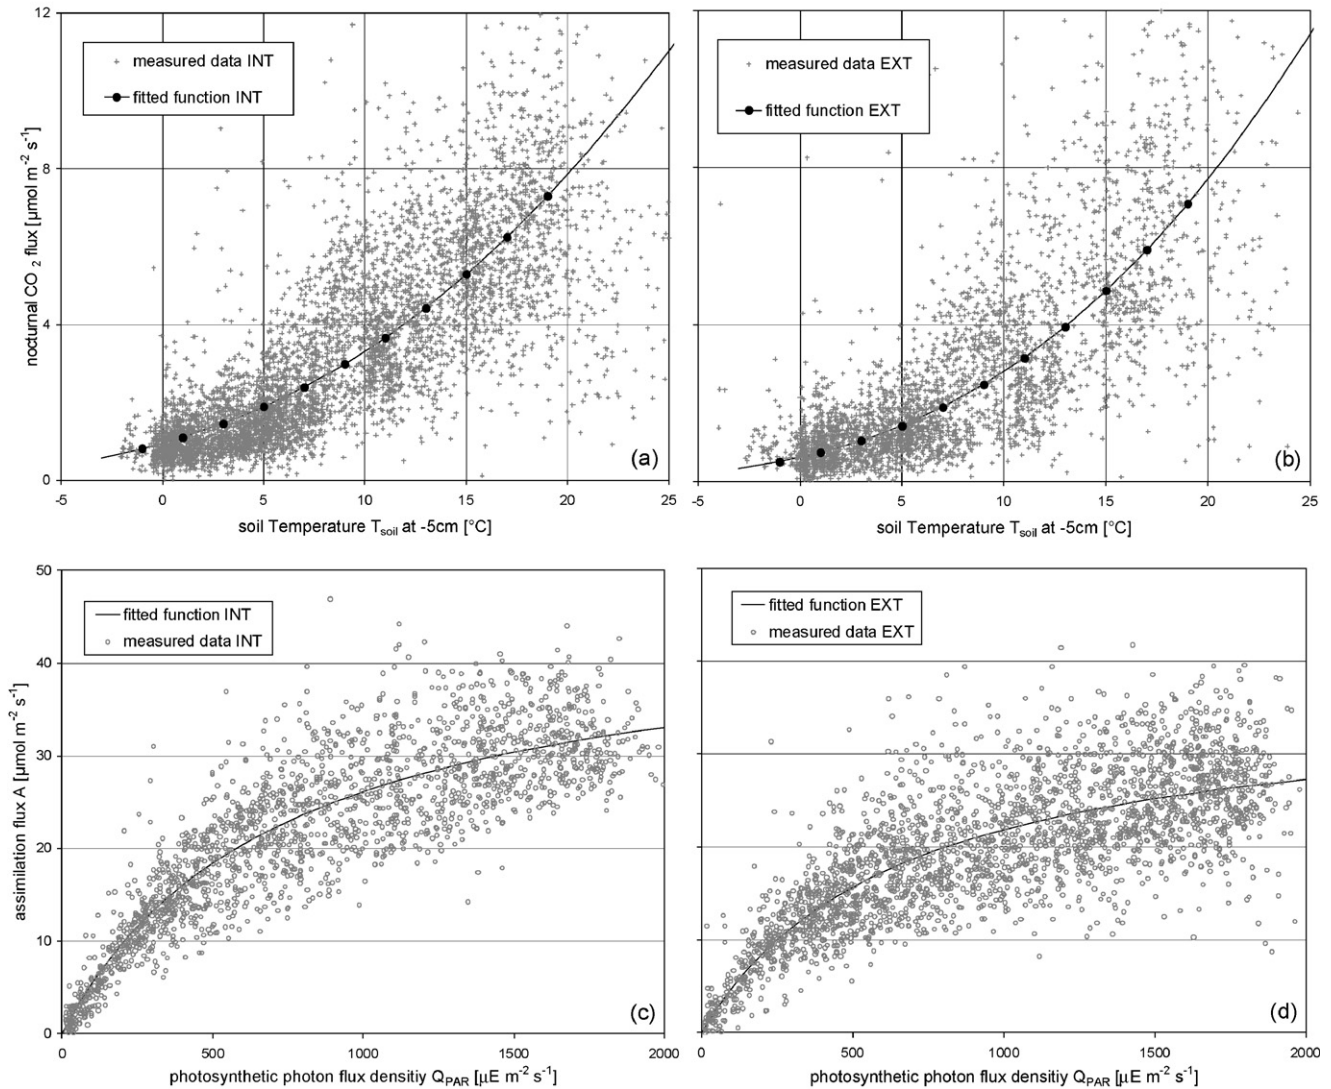 12
8
4
0
nocturnal CO 2 flux [µmol m-2 s-1]
measured data INT
fitted function INT
(a)
-5 0 5 10 15 20 25
soil Temperature Tsoil at -5cm [°C]
measured data EXT
fitted function EXT
(b)
-5 0 5 10 15 20 25
soil Temperature Tsoil at -5cm [°C]
50
40
30
20
10
0
assimilation flux A [µmol m-2 s-1]
fitted function INT
measured data INT
(c)
0 500 1000 1500 2000
photosynthetic photon flux densitiy QPAR [µE m-2 s-1]
fitted function EXT
measured data EXT
(d)
0 500 1000 1500 2000
photosynthetic photon flux densitiy QPAR [µE m-2 s-1]